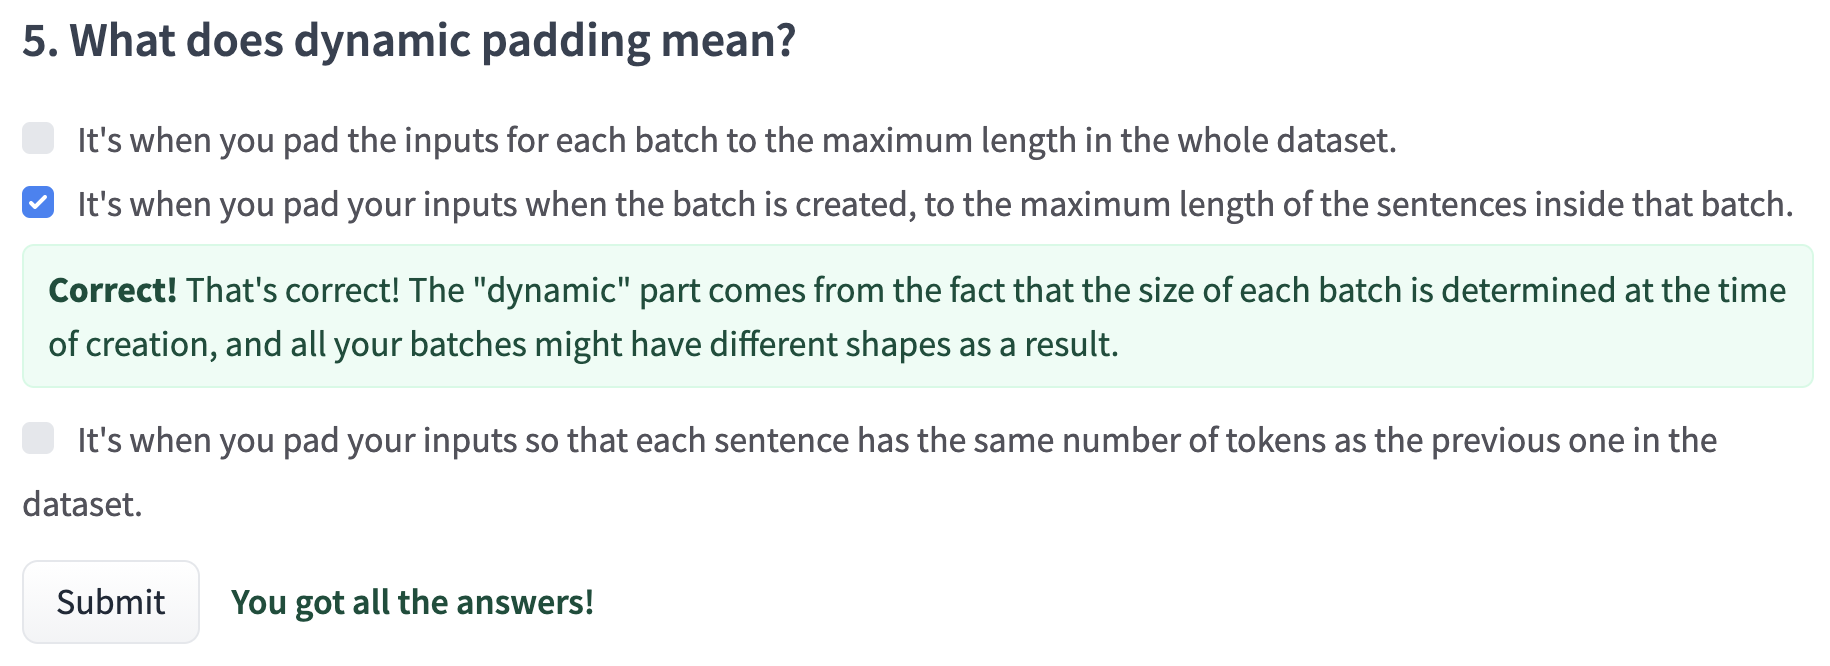 5. What does dynamic padding mean?
It's when you pad the inputs for each batch to the maximum length in the whole dataset.
It's when you pad your inputs when the batch is created, to the maximum length of the sentences inside that batch.
Correct! That's correct! The "dynamic" part comes from the fact that the size of each batch is determined at the time
of creation, and all your batches might have different shapes as a result.
It's when you pad your inputs so that each sentence has the same number of tokens as the previous one in the
dataset.
Submit You got all the answers!